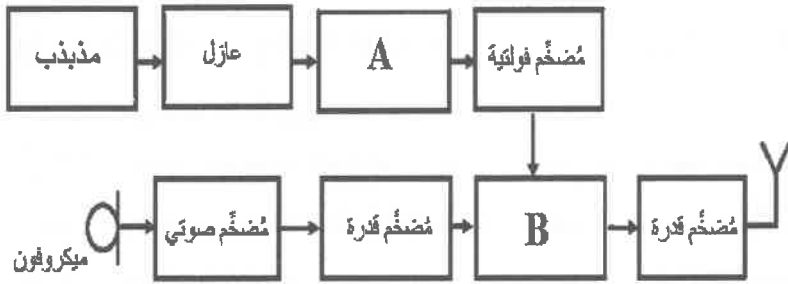 مذبذب
عازل
A
مُضخّم فولتية
ميكروفون
مُضخّم صوتي
مُضخّم قدرة
B
مُضخّم قدرة